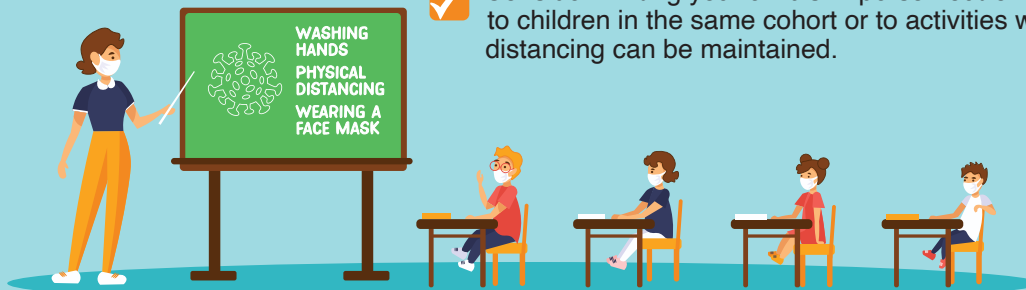 WASHING
HANDS
PHYSICAL
DISTANCING
WEARING A
FACE MASK
to children in the same cohort or to activities
distancing can be maintained.